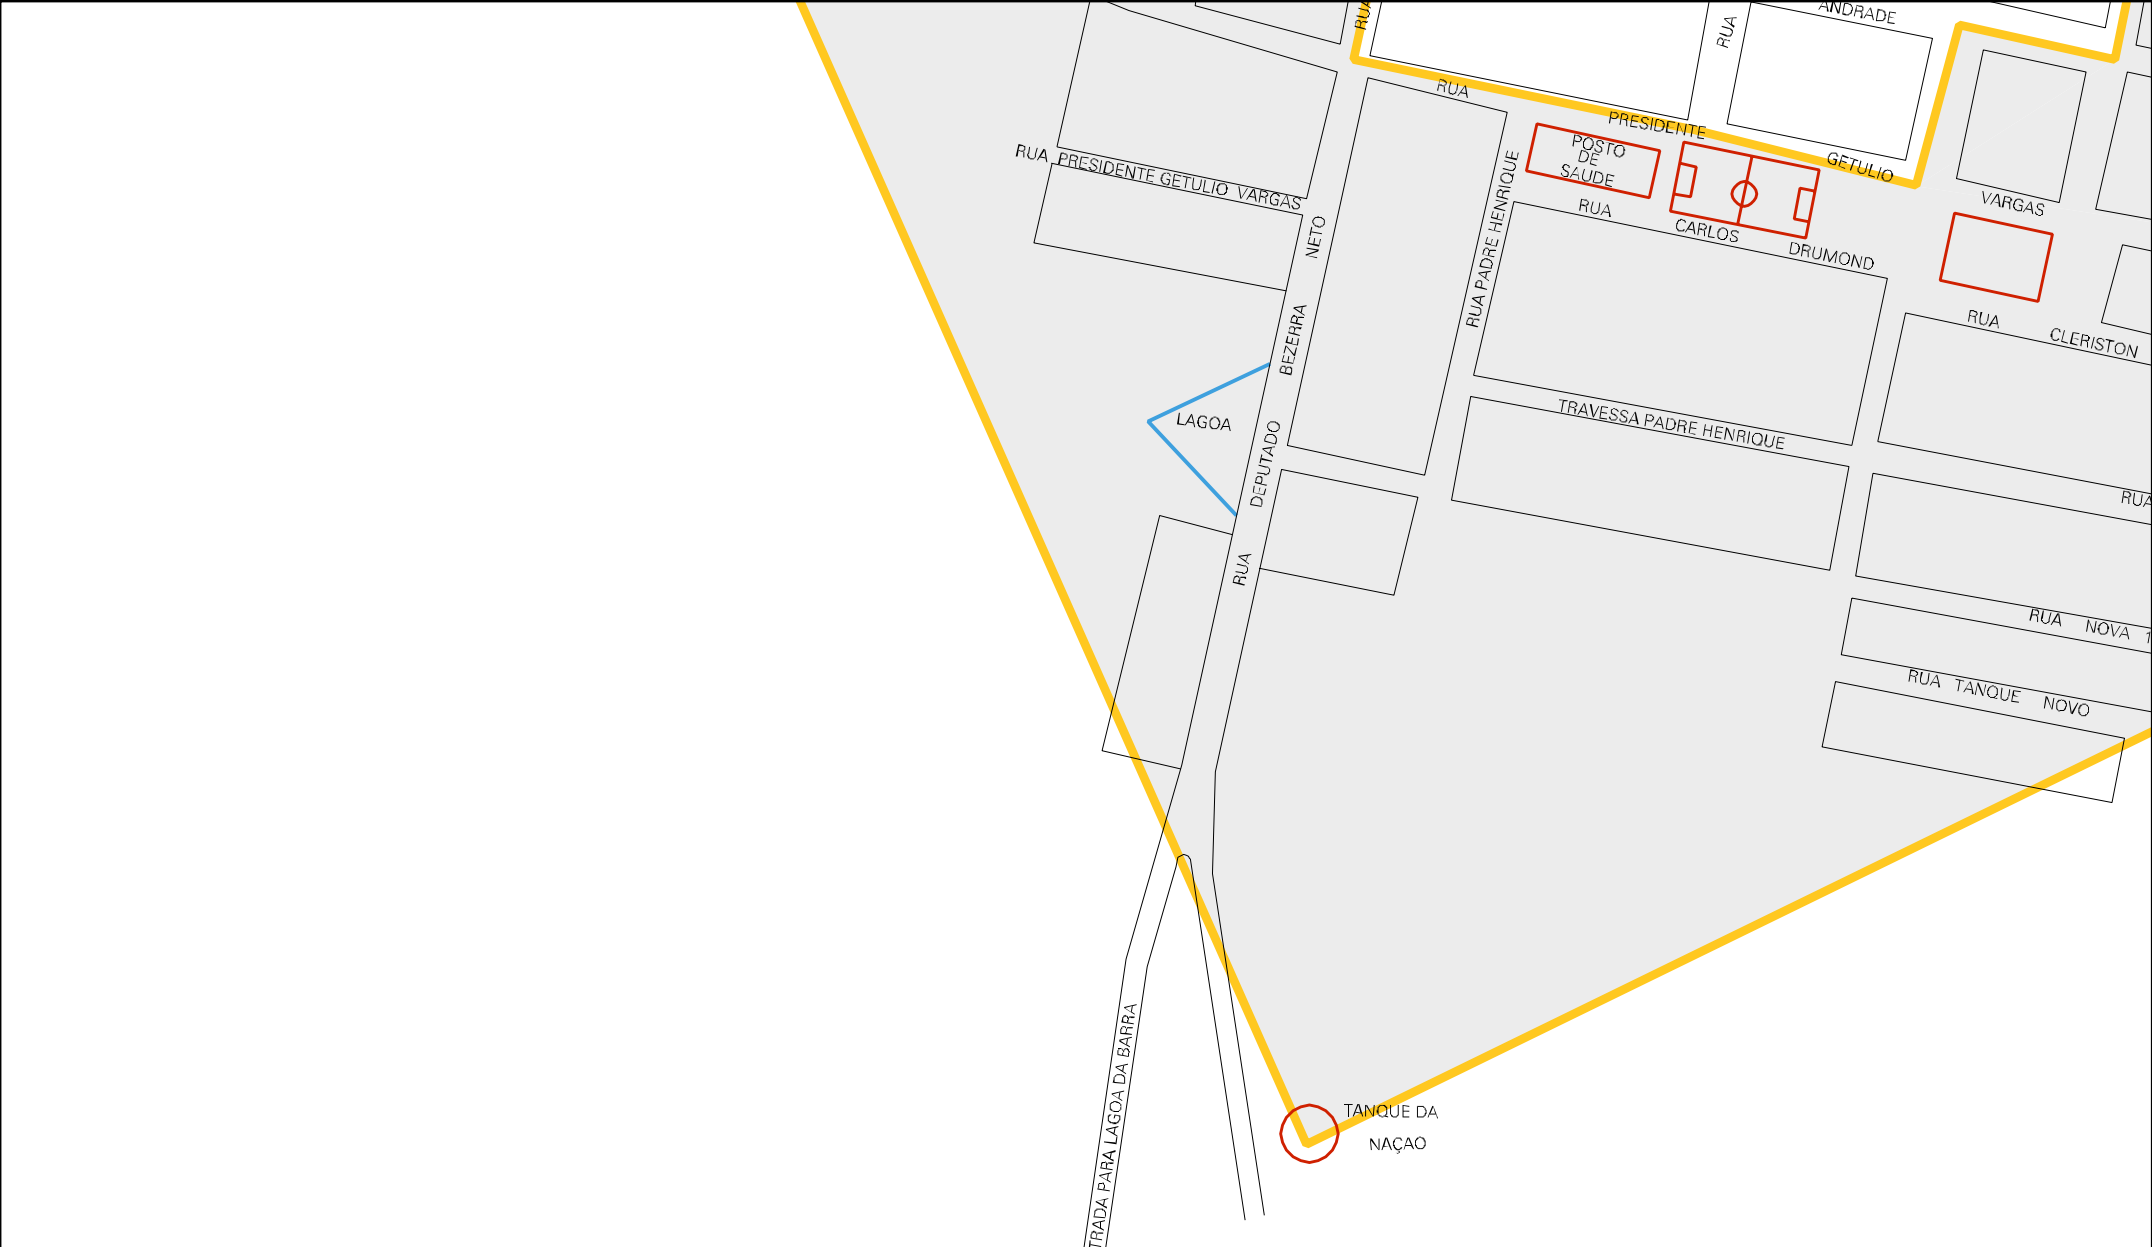 RUA
RUA
ANDRADE
RUA
PRESIDENTE
GETULIO
VARGAS
POSTO
DE
SAUDE
RUA PRESIDENTE GETULIO VARGAS
RUA DEPUTADO BEZERRA NETO
RUA PADRE HENRIQUE
RUA CARLOS DRUMOND
RUA CLERISTON
LAGOA
TRAVESSA PADRE HENRIQUE
RUA
RUA NOVA 1
RUA TANQUE NOVO
TRADA PARA LAGOA DA BARRA
TANQUE DA
NAÇAO